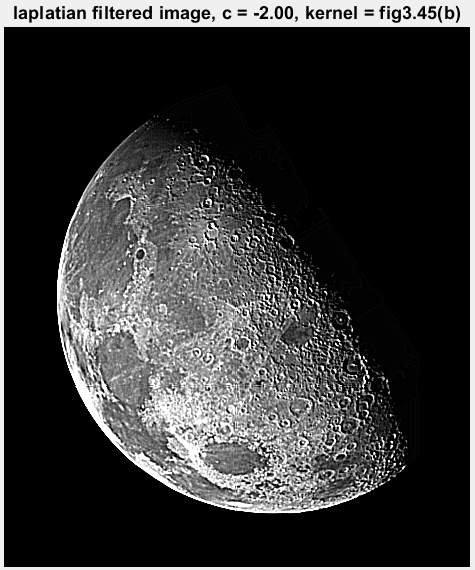 laplatian filtered image, c = -2.00, kernel = fig3.45(b)